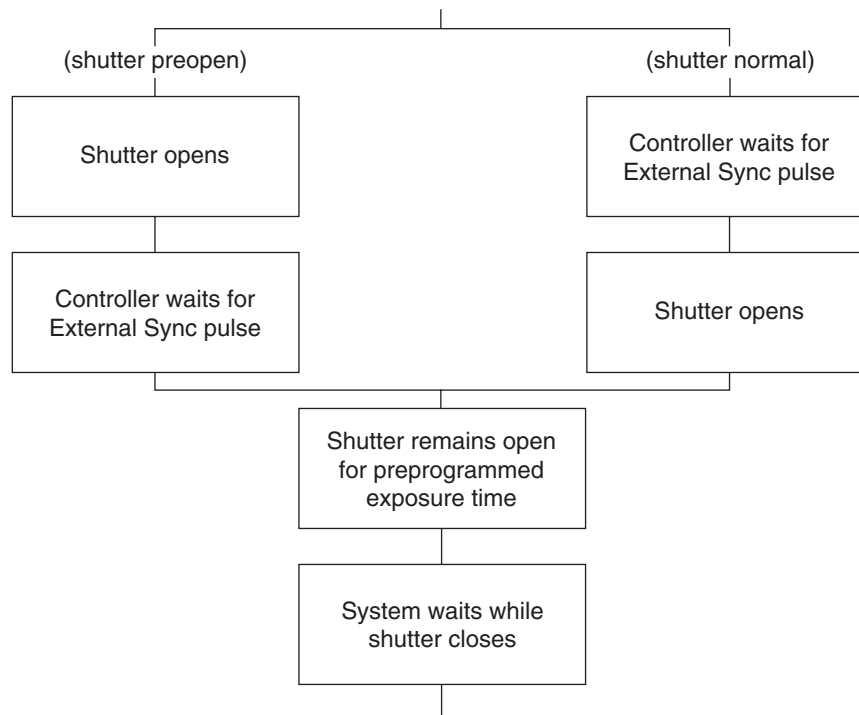 (shutter preopen)
(shutter normal)
Shutter opens
Controller waits for
External Sync pulse
Controller waits for
External Sync pulse
Shutter opens
Shutter remains open
for preprogrammed
exposure time
System waits while
shutter closes